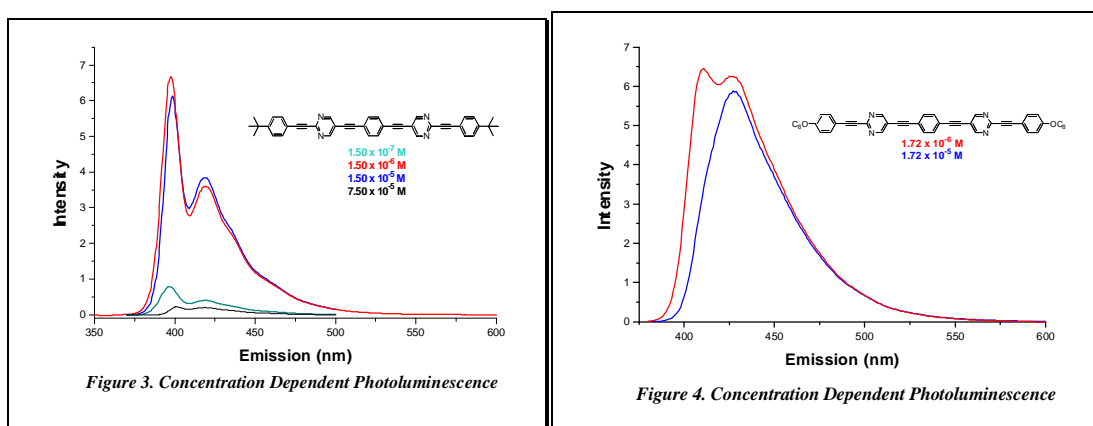 7
6
5
4
3
2
1
0
Intensity
350 400 450 500 550 600
Emission (nm)
N N
N N
1.50 x 10⁻⁷ M
1.50 x 10⁻⁶ M
1.50 x 10⁻⁵ M
7.50 x 10⁻⁵ M
Figure 3. Concentration Dependent Photoluminescence
7
6
5
4
3
2
1
0
Intensity
400 450 500 550 600
Emission (nm)
N N
C₈O OC₈
N N
1.72 x 10⁻⁶ M
1.72 x 10⁻⁵ M
Figure 4. Concentration Dependent Photoluminescence